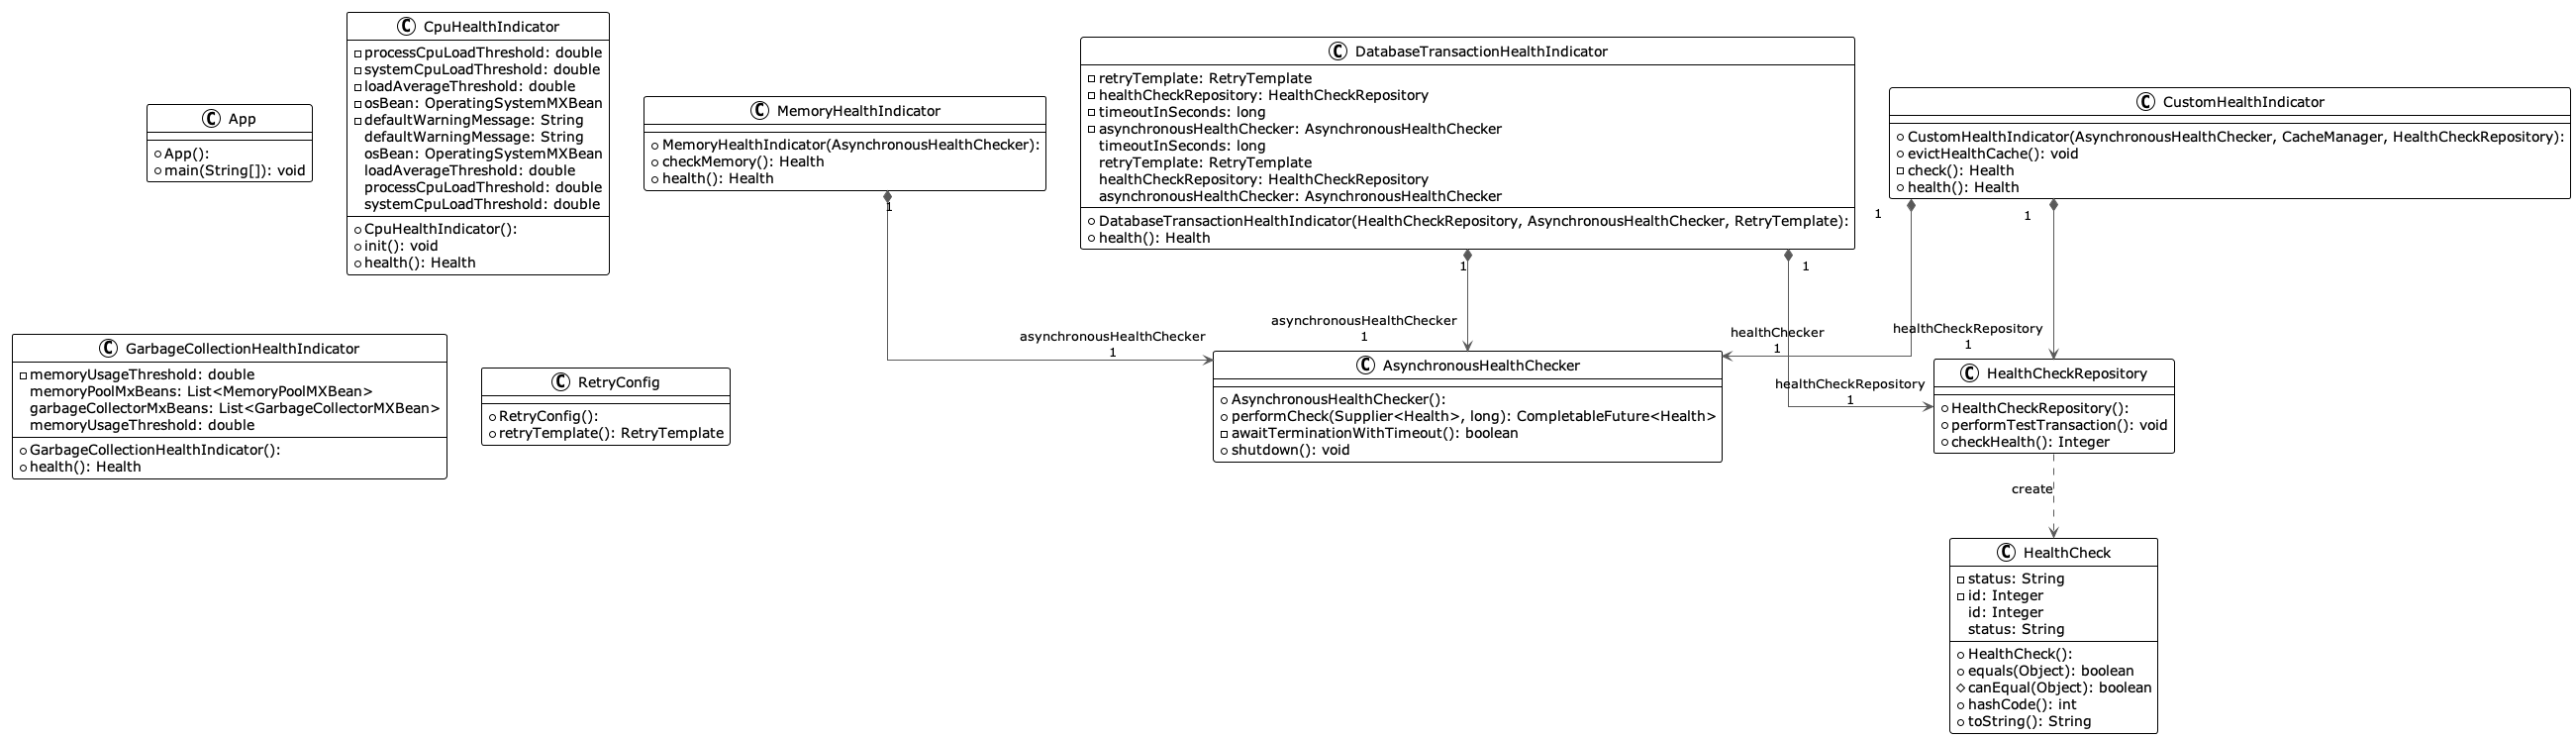 C App
App():
main(String[]): void
C CpuHealthIndicator
processCpuLoadThreshold: double
systemCpuLoadThreshold: double
loadAverageThreshold: double
osBean: OperatingSystemMXBean
defaultWarningMessage: String
defaultWarningMessage: String
osBean: OperatingSystemMXBean
loadAverageThreshold: double
processCpuLoadThreshold: double
systemCpuLoadThreshold: double
CpuHealthIndicator():
init(): void
health(): Health
C MemoryHealthIndicator
MemoryHealthIndicator(AsynchronousHealthChecker):
checkMemory(): Health
health(): Health
C DatabaseTransactionHealthIndicator
retryTemplate: RetryTemplate
healthCheckRepository: HealthCheckRepository
timeoutInSeconds: long
asynchronousHealthChecker: AsynchronousHealthChecker
timeoutInSeconds: long
retryTemplate: RetryTemplate
healthCheckRepository: HealthCheckRepository
asynchronousHealthChecker: AsynchronousHealthChecker
DatabaseTransactionHealthIndicator(HealthCheckRepository, AsynchronousHealthChecker, RetryTemplate):
health(): Health
C CustomHealthIndicator
CustomHealthIndicator(AsynchronousHealthChecker, CacheManager, HealthCheckRepository):
evictHealthCache(): void
check(): Health
health(): Health
1
1
1
1
1
asynchronousHealthChecker
1
asynchronousHealthChecker
1
healthChecker
1
healthCheckRepository
1
healthCheckRepository
1
C GarbageCollectionHealthIndicator
memoryUsageThreshold: double
memoryPoolMxBeans: List<MemoryPoolMXBean>
garbageCollectorMxBeans: List<GarbageCollectorMXBean>
memoryUsageThreshold: double
GarbageCollectionHealthIndicator():
health(): Health
C RetryConfig
RetryConfig():
retryTemplate(): RetryTemplate
C AsynchronousHealthChecker
AsynchronousHealthChecker():
performCheck(Supplier<Health>, long): CompletableFuture<Health>
awaitTerminationWithTimeout(): boolean
shutdown(): void
C HealthCheckRepository
HealthCheckRepository():
performTestTransaction(): void
checkHealth(): Integer
create
C HealthCheck
status: String
id: Integer
id: Integer
status: String
HealthCheck():
equals(Object): boolean
canEqual(Object): boolean
hashCode(): int
toString(): String